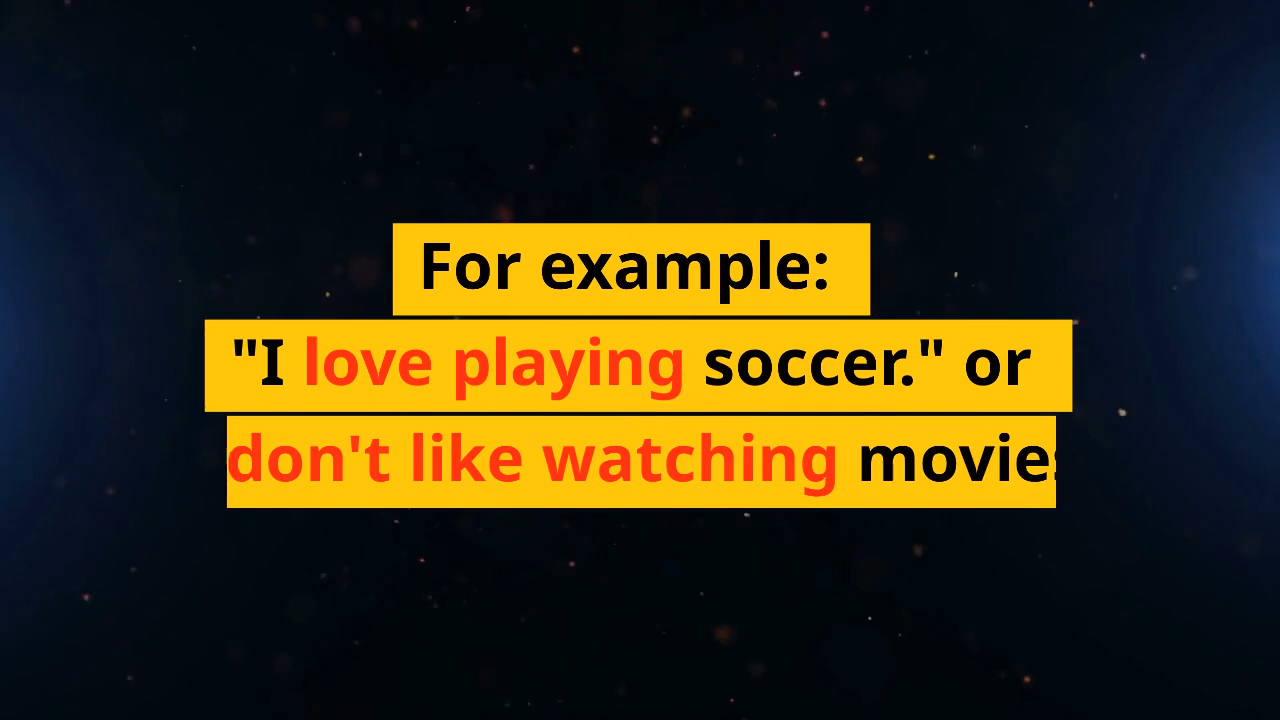 For example:
"I love playing soccer." or
don't like watching movie